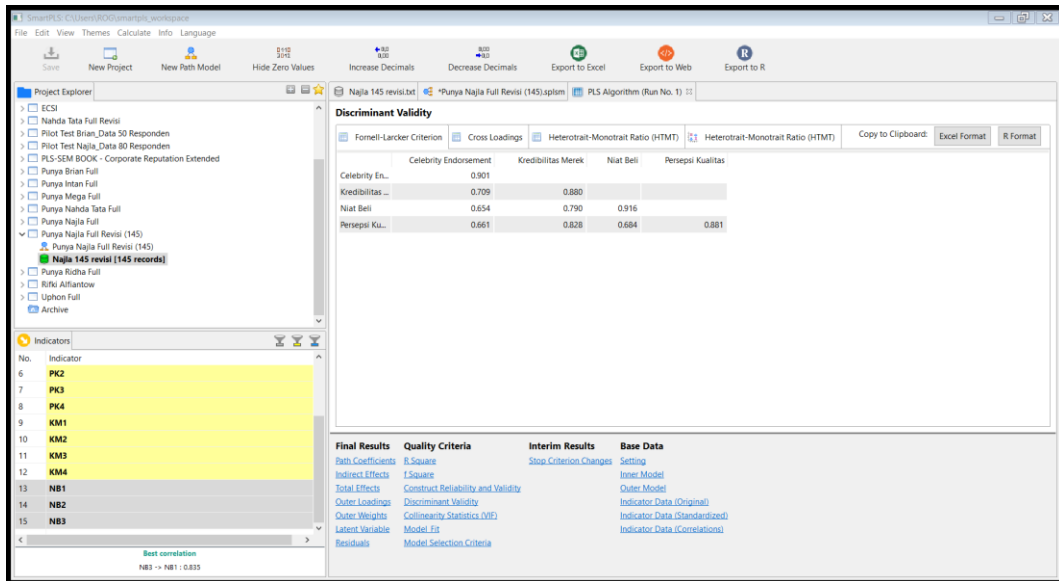 SmartPLS: C:\Users\ROG\smartpls_workspace
File Edit View Themes Calculate Info Language
Save New Project New Path Model Hide Zero Values Increase Decimals Decrease Decimals Export to Excel Export to Web Export to R
Project Explorer
ECSI
Nahda Tata Full Revisi
Pilot Test Brian_Data 50 Responden
Pilot Test Najla_Data 80 Responden
PLS-SEM BOOK - Corporate Reputation Extended
Punya Brian Full
Punya Intan Full
Punya Mega Full
Punya Nahda Tata Full
Punya Najla Full
Punya Najla Full Revisi (145)
Punya Najla Full Revisi (145)
Najla 145 revisi [145 records]
Punya Ridha Full
Rifki Alfiantow
Uphon Full
Archive
Indicators
No. Indicator
6 PK2
7 PK3
8 PK4
9 KM1
10 KM2
11 KM3
12 KM4
13 NB1
14 NB2
15 NB3
Best correlation
NB3 -> NB1 : 0.835
Najla 145 revisi.txt *Punya Najla Full Revisi (145).splsm PLS Algorithm (Run No. 1)
Discriminant Validity
Fornell-Larcker Criterion Cross Loadings Heterotrait-Monotrait Ratio (HTMT) Heterotrait-Monotrait Ratio (HTMT) Copy to Clipboard: Excel Format R Format
Celebrity Endorsement Kredibilitas Merek Niat Beli Persepsi Kualitas
Celebrity En... 0.901
Kredibilitas ... 0.709 0.880
Niat Beli 0.654 0.790 0.916
Persepsi Ku... 0.661 0.828 0.684 0.881
Final Results Quality Criteria Interim Results Base Data
Path Coefficients R Square Stop Criterion Changes Setting
Indirect Effects f Square Inner Model
Total Effects Construct Reliability and Validity Outer Model
Outer Loadings Discriminant Validity Indicator Data (Original)
Outer Weights Collinearity Statistics (VIF) Indicator Data (Standardized)
Latent Variable Model Fit Indicator Data (Correlations)
Residuals Model Selection Criteria